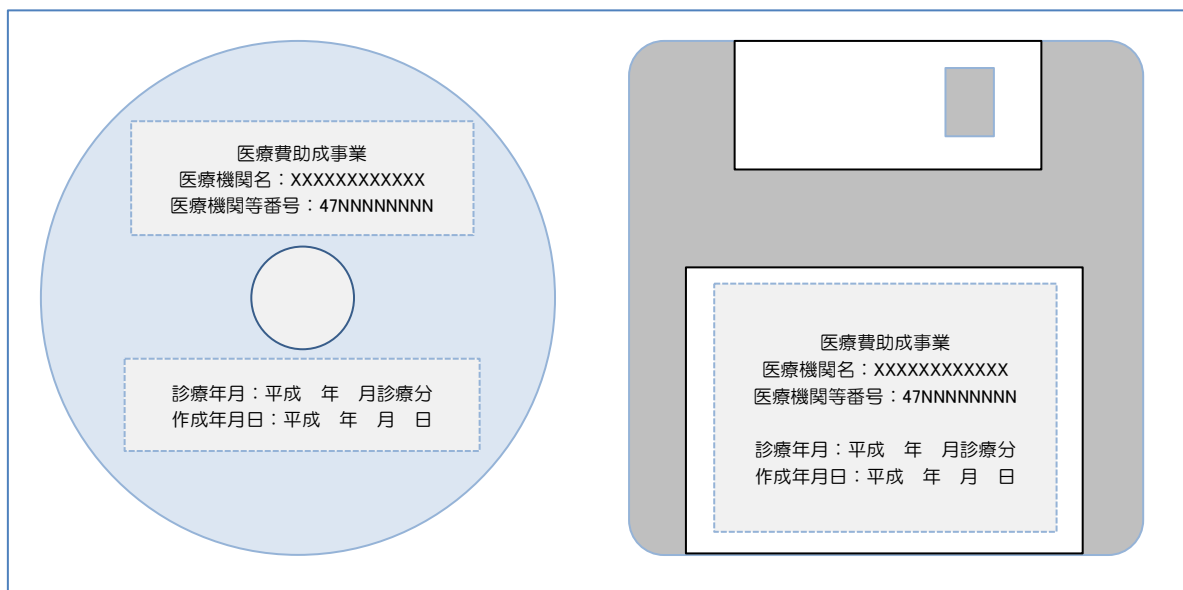 医療費助成事業
医療機関名：XXXXXXXXXXXX
医療機関等番号：47NNNNNNNN
診療年月：平成　年　月診療分
作成年月日：平成　年　月　日
医療費助成事業
医療機関名：XXXXXXXXXXXX
医療機関等番号：47NNNNNNNN
診療年月：平成　年　月診療分
作成年月日：平成　年　月　日